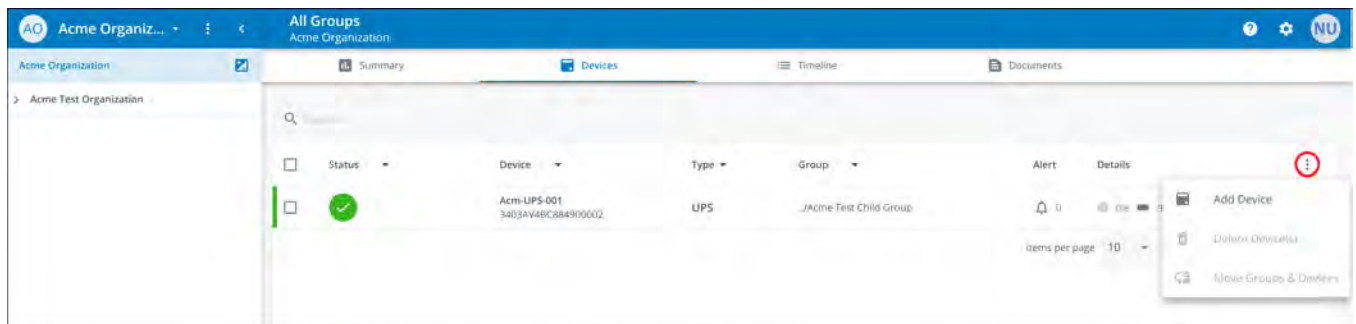 AO Acme Organiz...
All Groups
Acme Organization
NU
Acme Organization
Summary
Devices
Timeline
Documents
Acme Test Organization
Status
Device
Type
Group
Alert
Details
Acm-UPS-001
3403AV46C884900002
UPS
../Acme Test Child Group
0
Add Device
Items per page 10
Delete Device(s)
Move Groups & Devices